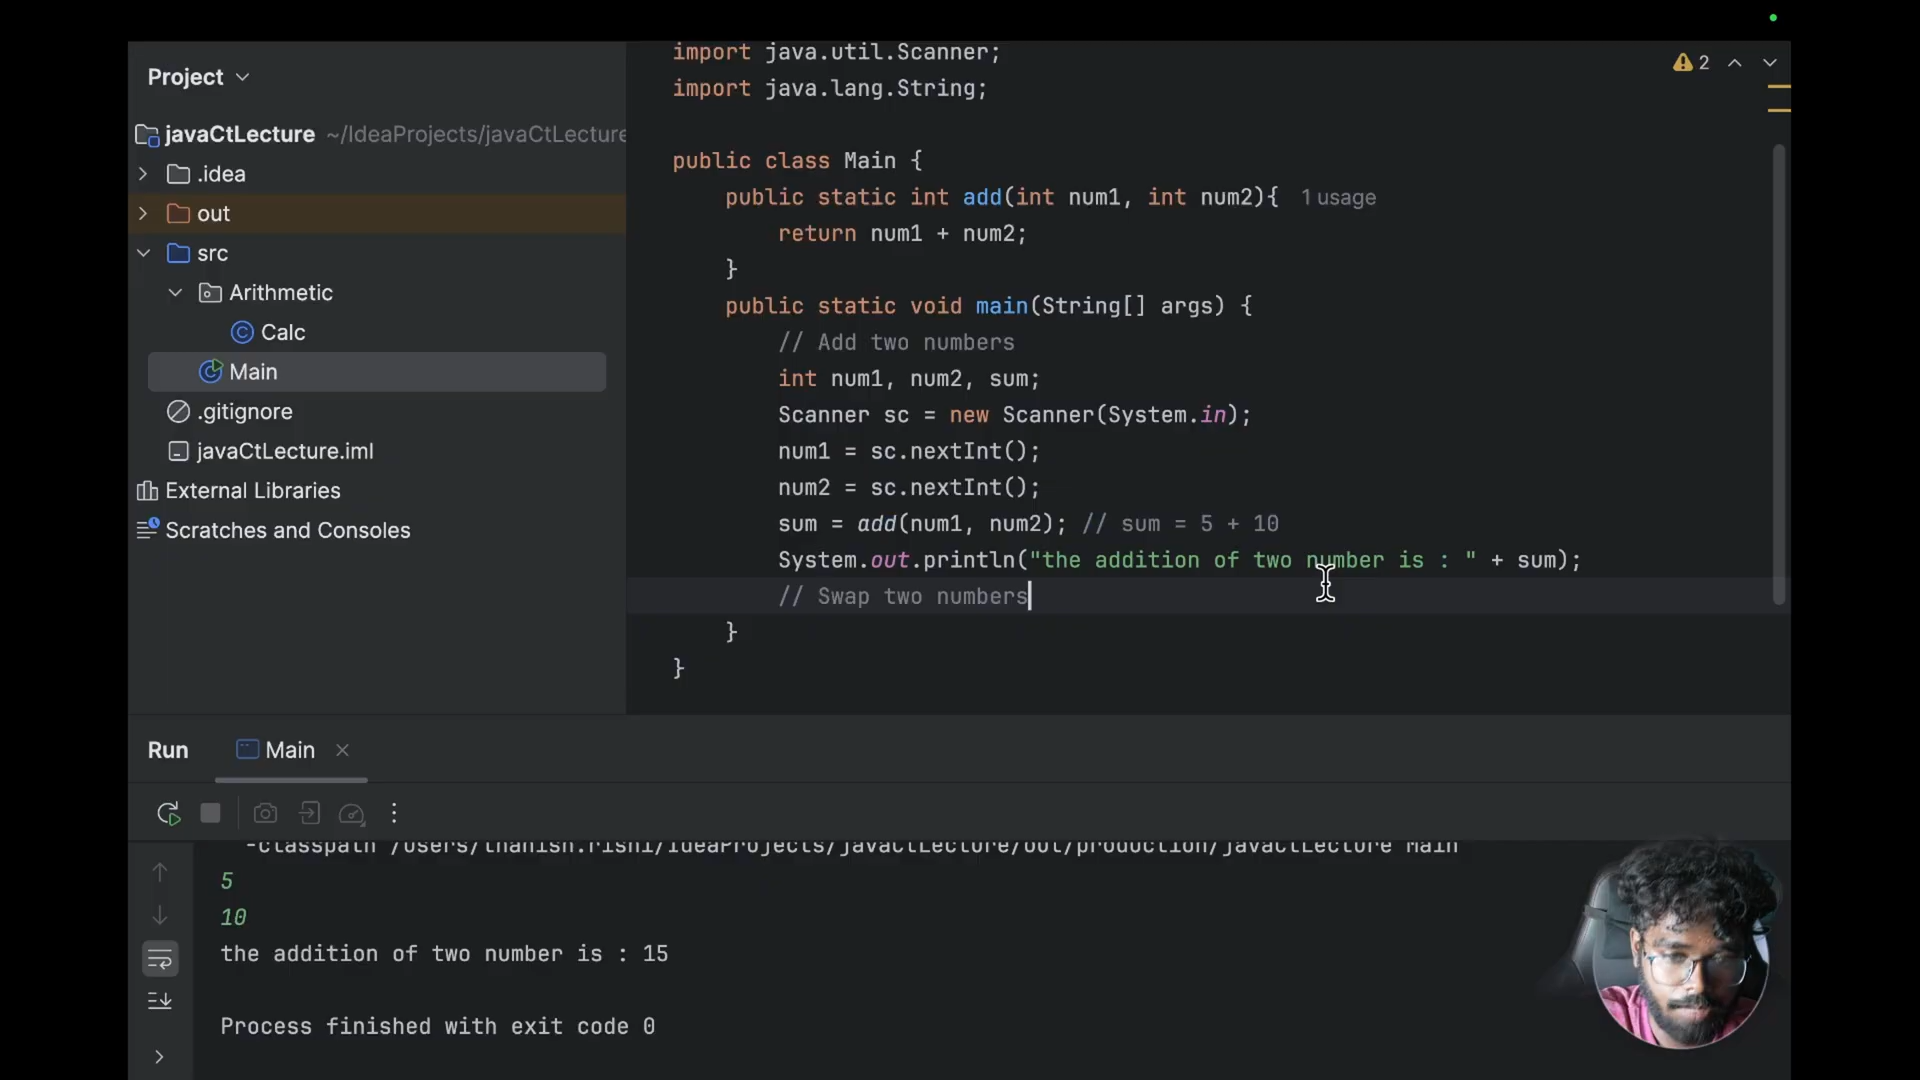 Project
javaCtLecture ~/IdeaProjects/javaCtLecture
.idea
out
src
Arithmetic
Calc
Main
.gitignore
javaCtLecture.iml
External Libraries
Scratches and Consoles
import java.util.Scanner;
import java.lang.String;
public class Main {
public static int add(int num1, int num2){ 1 usage
return num1 + num2;
}
public static void main(String[] args) {
// Add two numbers
int num1, num2, sum;
Scanner sc = new Scanner(System.in);
num1 = sc.nextInt();
num2 = sc.nextInt();
sum = add(num1, num2); // sum = 5 + 10
System.out.println("the addition of two number is : " + sum);
// Swap two numbers
}
}
2
Run Main
-classpath /Users/thanish.rishi/IdeaProjects/javaCtLecture/out/production/javaCtLecture Main
5
10
the addition of two number is : 15
Process finished with exit code 0